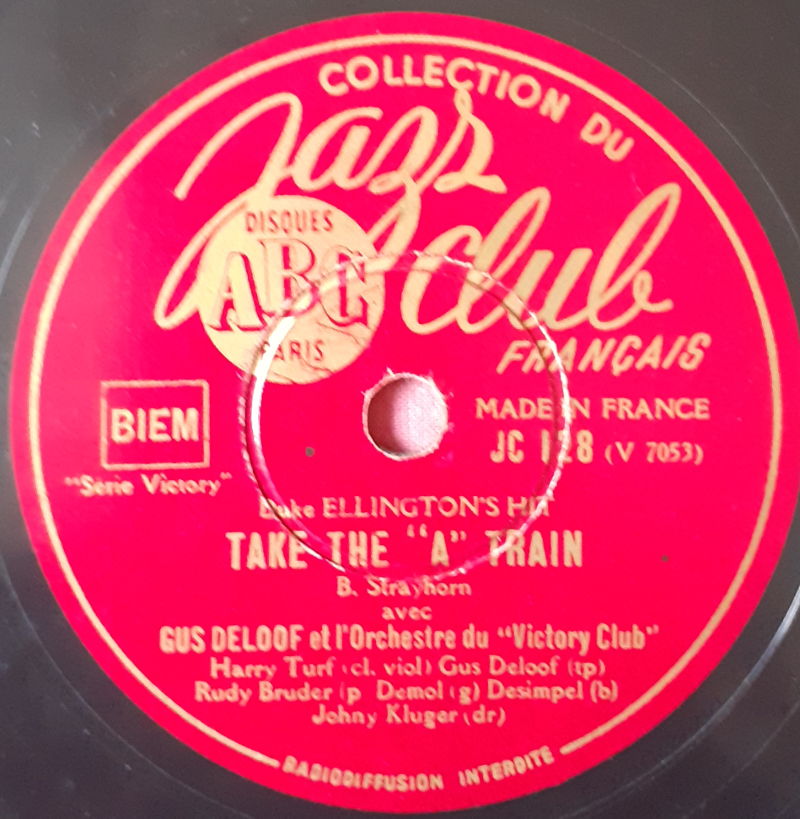 COLLECTION DU
Jazz
club
FRANÇAIS
DISQUES
ABC
PARIS
BIEM
"Série Victory"
MADE IN FRANCE
JC 128 (V 7053)
Duke ELLINGTON'S HIT
TAKE THE "A" TRAIN
B. Strayhorn
avec
GUS DELOOF et l'Orchestre du "Victory Club"
Harry Turf (cl. viol) Gus Deloof (tp)
Rudy Bruder (p Demol (g) Desimpel (b)
Johny Kluger (dr)
RADIODIFFUSION INTERDITE